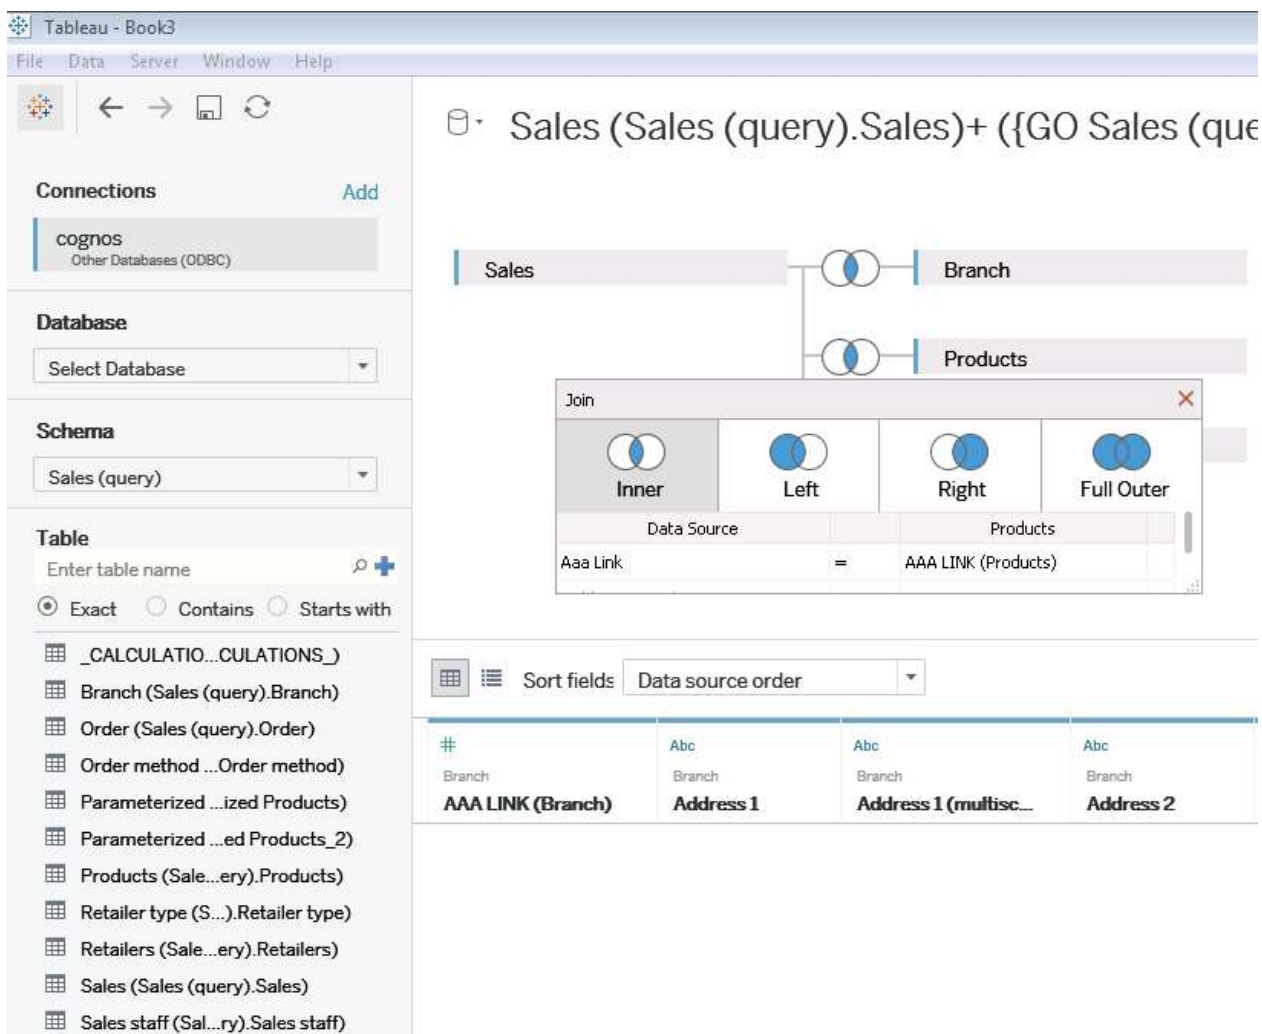 Tableau - Book3
File Data Server Window Help
Sales (Sales (query).Sales)+ ({GO Sales (que
Connections Add
cognos
Other Databases (ODBC)
Database
Select Database
Schema
Sales (query)
Table
Enter table name
Exact Contains Starts with
_CALCULATIO...CULATIONS_)
Branch (Sales (query).Branch)
Order (Sales (query).Order)
Order method ...Order method)
Parameterized ...ized Products)
Parameterized ...ed Products_2)
Products (Sale...ery).Products)
Retailer type (S...).Retailer type)
Retailers (Sale...ery).Retailers)
Sales (Sales (query).Sales)
Sales staff (Sal...ry).Sales staff)
Sales Branch
Products
Join
Inner Left Right Full Outer
Data Source Products
Aaa Link = AAA LINK (Products)
Sort fields Data source order
# Abc Abc Abc
Branch Branch Branch Branch
AAA LINK (Branch) Address 1 Address 1 (multisc... Address 2